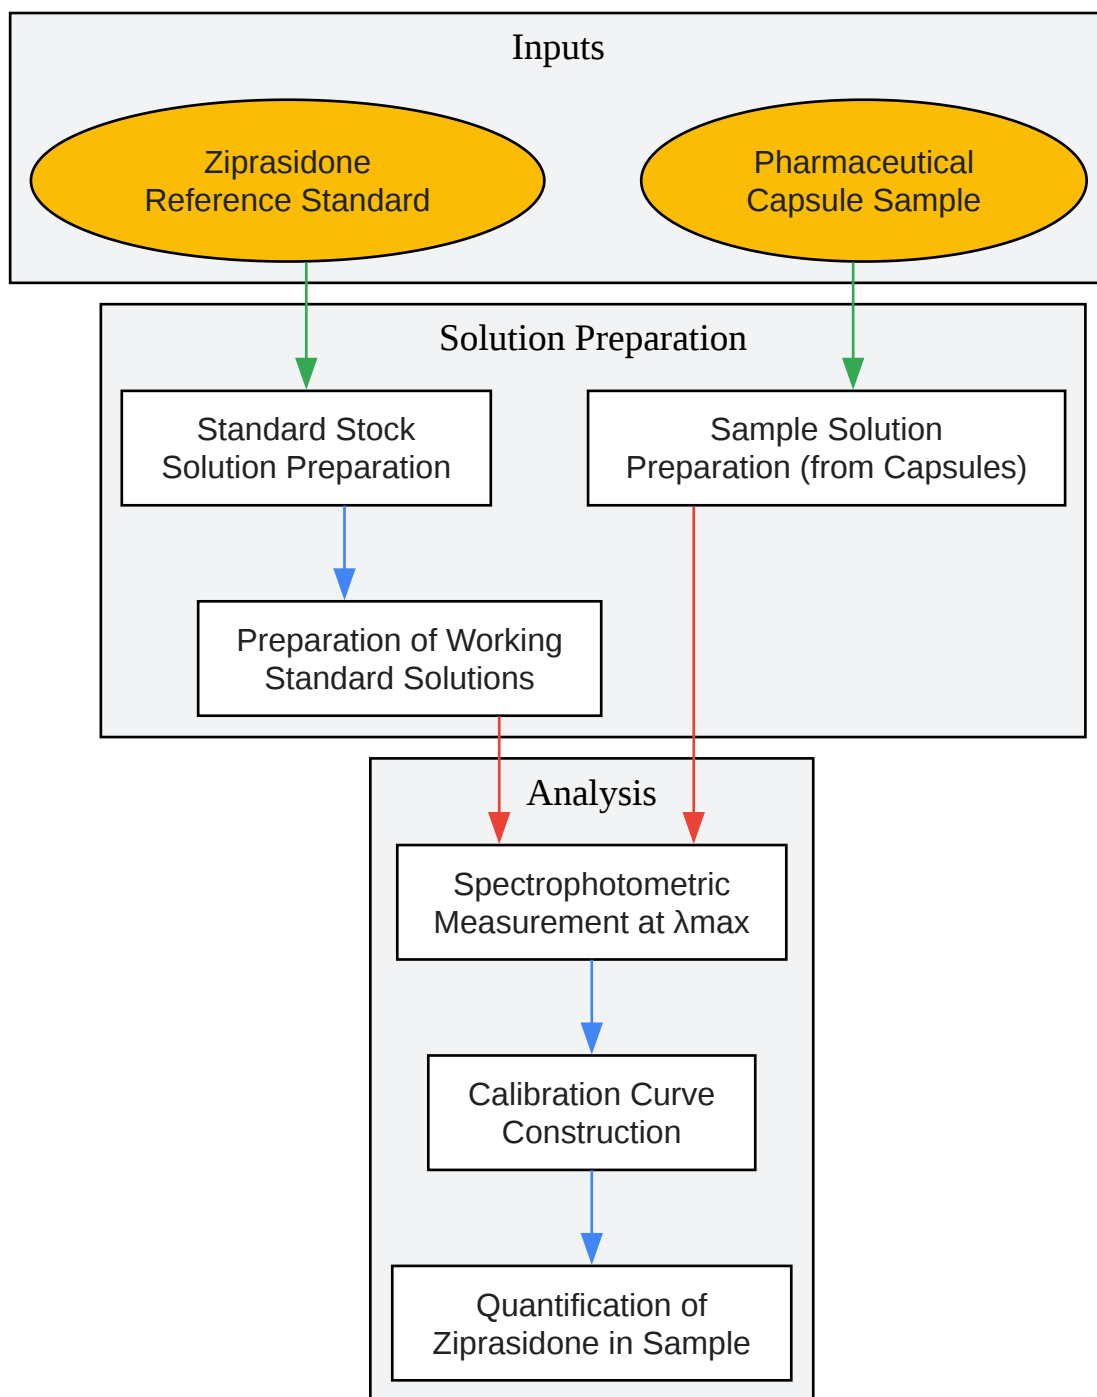 Inputs
Ziprasidone
Reference Standard
Pharmaceutical
Capsule Sample
Solution Preparation
Standard Stock
Solution Preparation
Sample Solution
Preparation (from Capsules)
Preparation of Working
Standard Solutions
Analysis
Spectrophotometric
Measurement at λmax
Calibration Curve
Construction
Quantification of
Ziprasidone in Sample